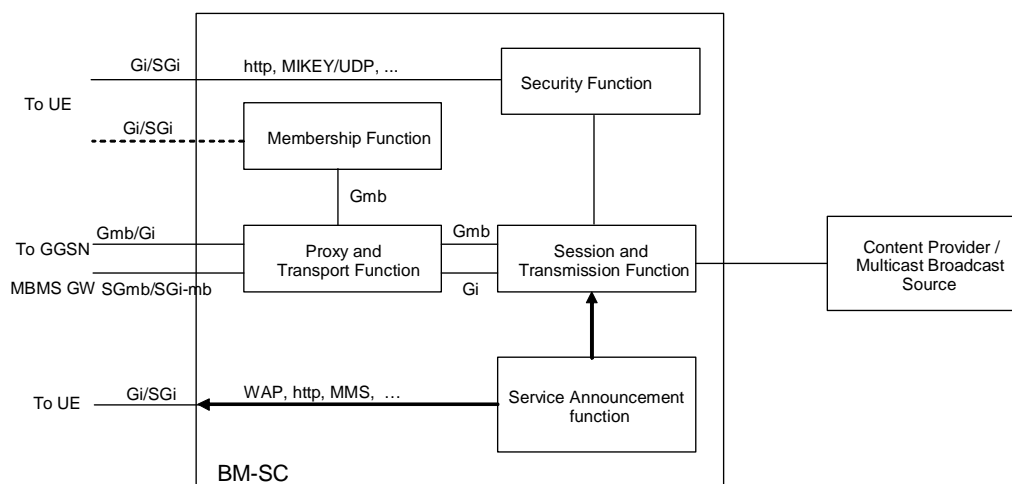 Gi/SGi
http, MIKEY/UDP, ...
Security Function
To UE
Gi/SGi
Membership Function
Gmb
Gmb/Gi
To GGSN
Proxy and
Transport Function
Gmb
Gi
Session and
Transmission Function
Content Provider /
Multicast Broadcast
Source
MBMS GW
SGmb/SGi-mb
Gi/SGi
To UE
WAP, http, MMS, ...
Service Announcement
function
BM-SC